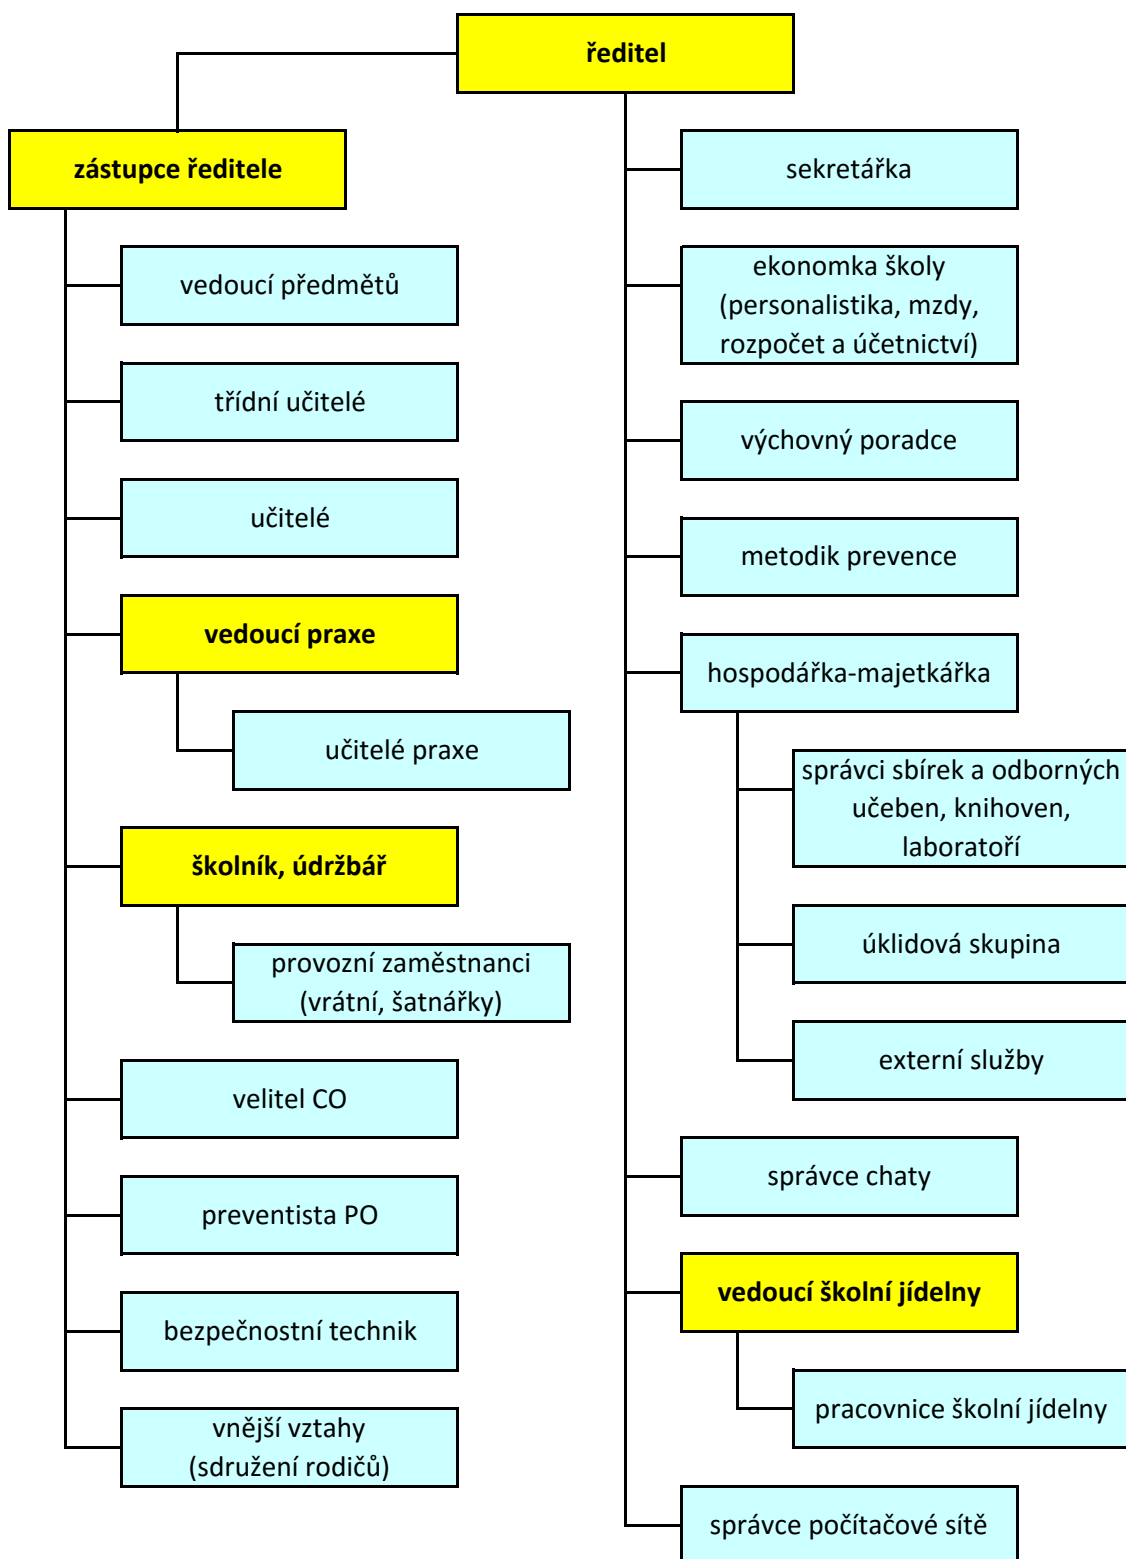 ředitel
zástupce ředitele
vedoucí předmětů
třídní učitelé
učitelé
vedoucí praxe
učitelé praxe
školník, údržbář
provozní zaměstnanci
(vrátní, šatnářky)
velitel CO
preventista PO
bezpečnostní technik
vnější vztahy
(sdružení rodičů)
sekretářka
ekonomka školy
(personalistika, mzdy,
rozpočet a účetnictví)
výchovný poradce
metodik prevence
hospodářka-majetkářka
správci sbírek a odborných
učeben, knihoven,
laboratoří
úklidová skupina
externí služby
správce chaty
vedoucí školní jídelny
pracovnice školní jídelny
správce počítačové sítě